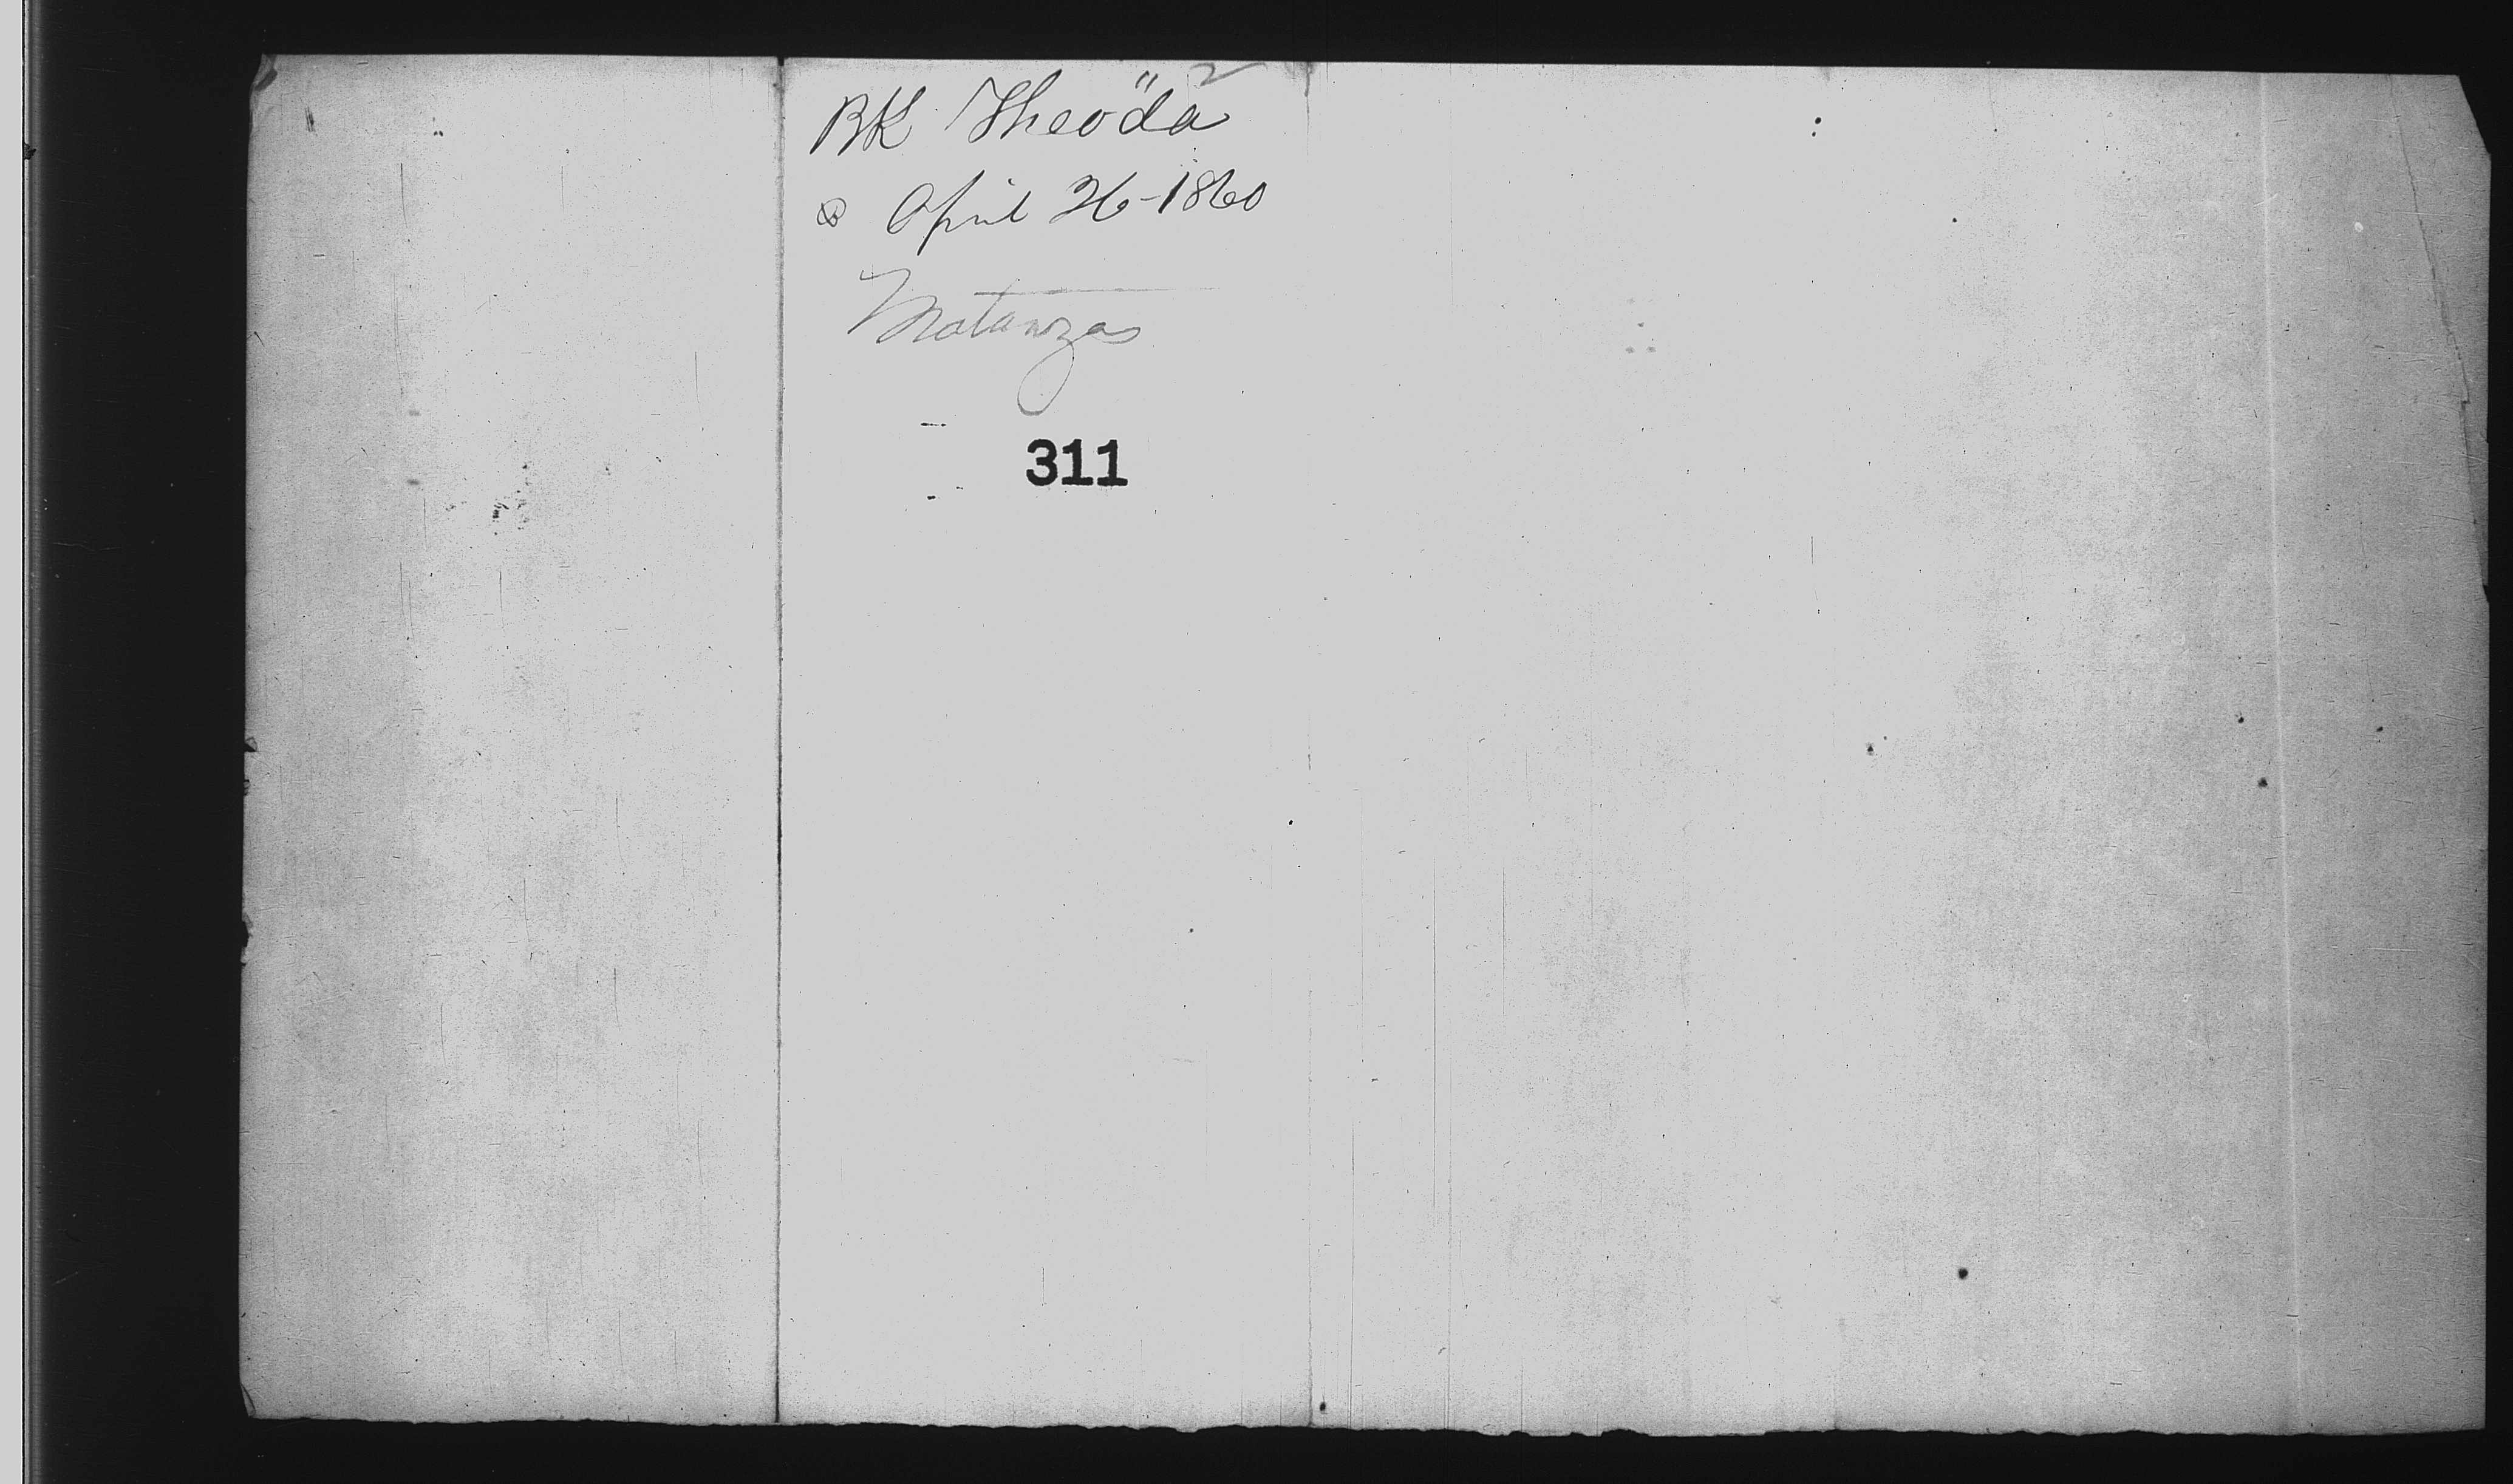 BK "Theoda"
April 26-1860
Matanzas
311